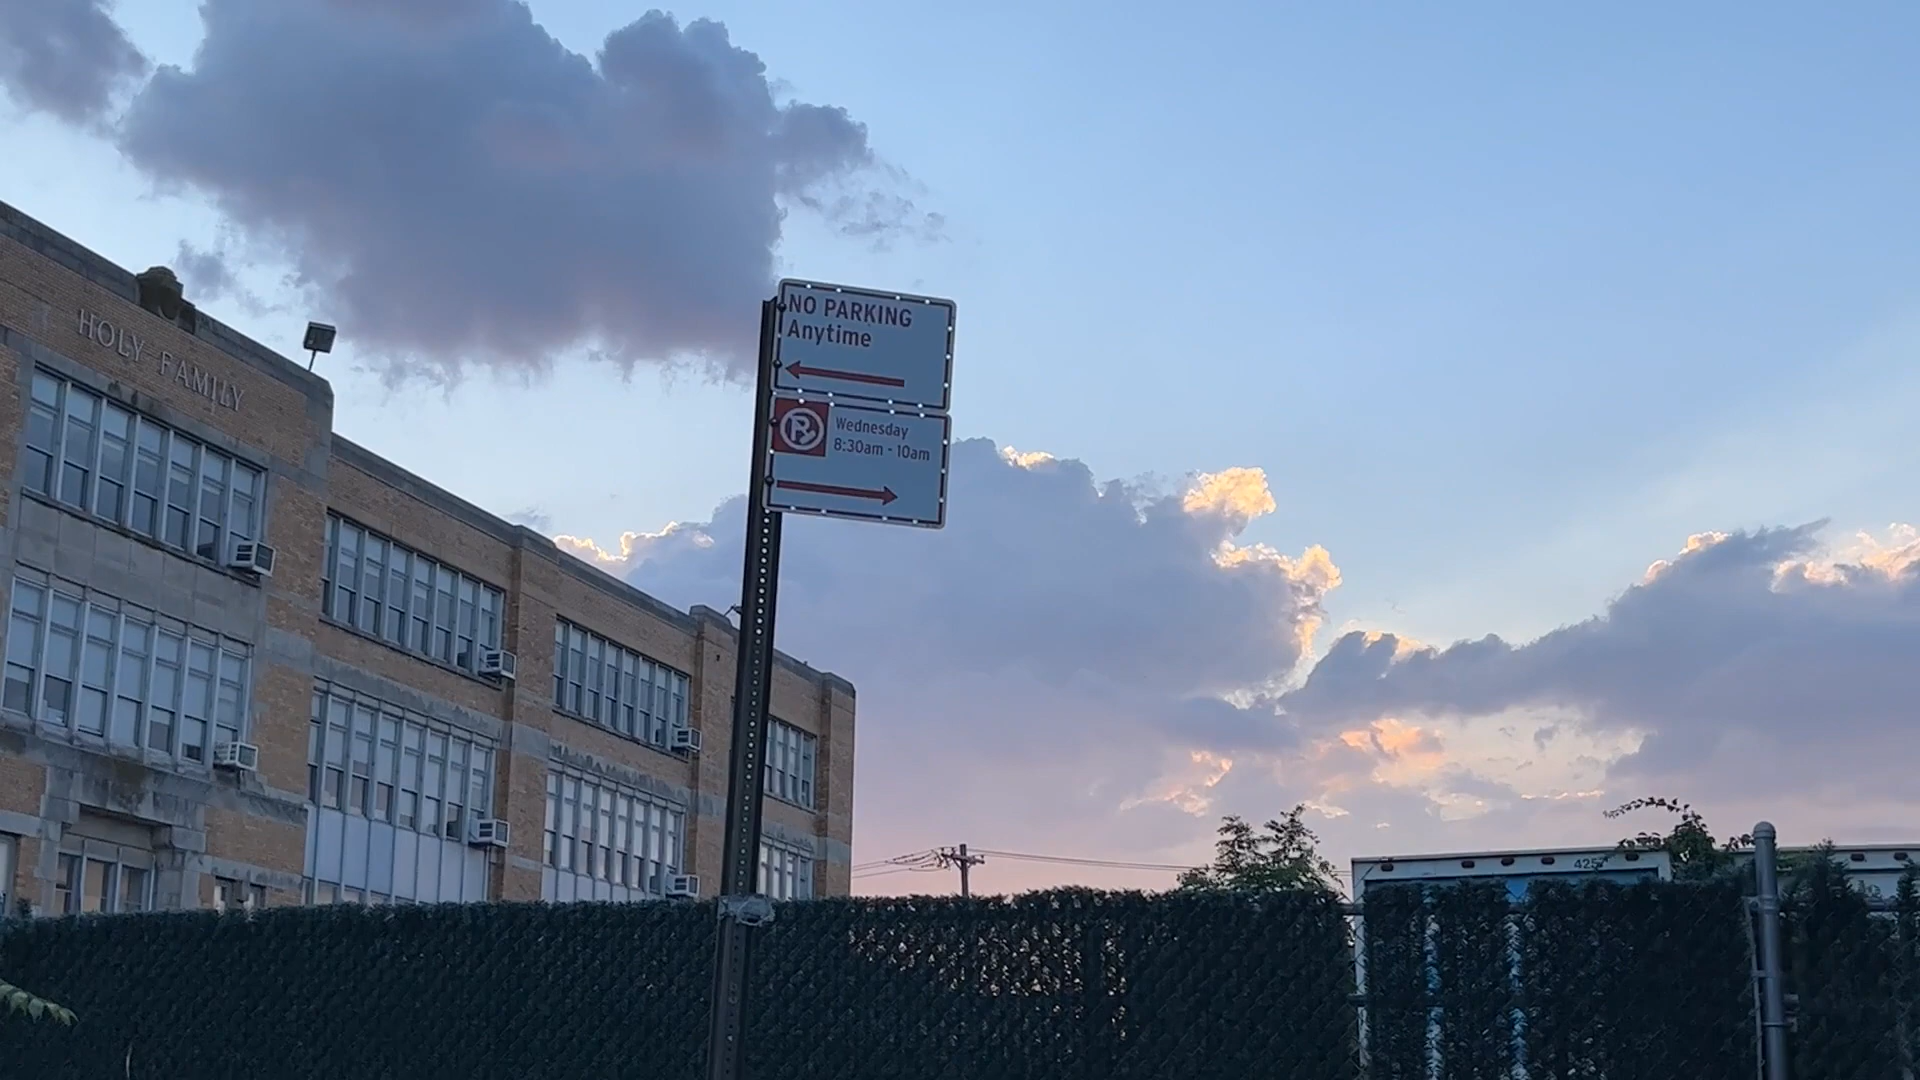 HOLY FAMILY
NO PARKING
Anytime
Wednesday
8:30am - 10am